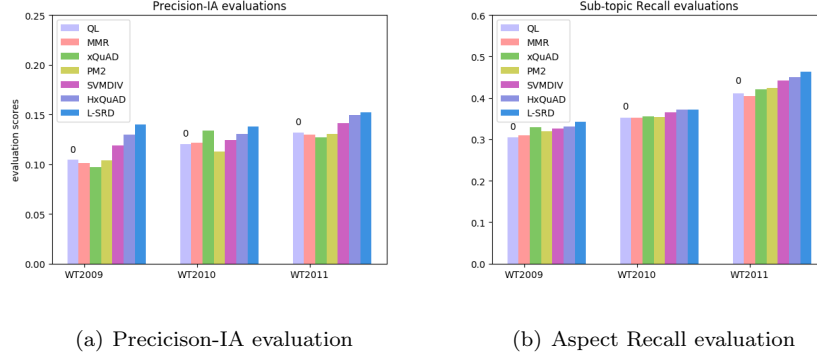 Precision-IA evaluations
evaluation scores
0.25
0.20
0.15
0.10
0.05
0.00
QL
MMR
xQuAD
PM2
SVMDIV
HxQuAD
L-SRD
0
0
0
WT2009
WT2010
WT2011
(a) Precicison-IA evaluation
Sub-topic Recall evaluations
0.6
0.5
0.4
0.3
0.2
0.1
0.0
QL
MMR
xQuAD
PM2
SVMDIV
HxQuAD
L-SRD
0
0
0
WT2009
WT2010
WT2011
(b) Aspect Recall evaluation